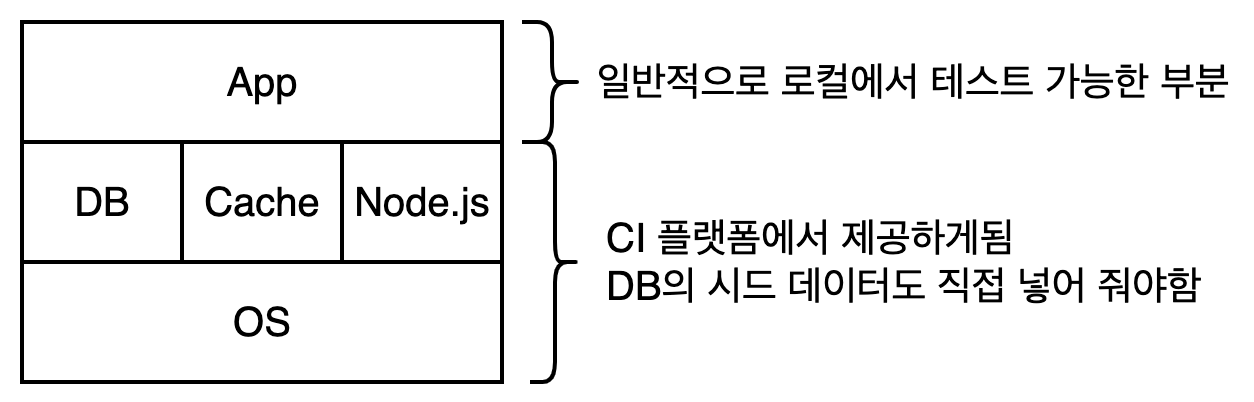 App
일반적으로 로컬에서 테스트 가능한 부분
DB
Cache
Node.js
CI 플랫폼에서 제공하게됨
DB의 시드 데이터도 직접 넣어 줘야함
OS